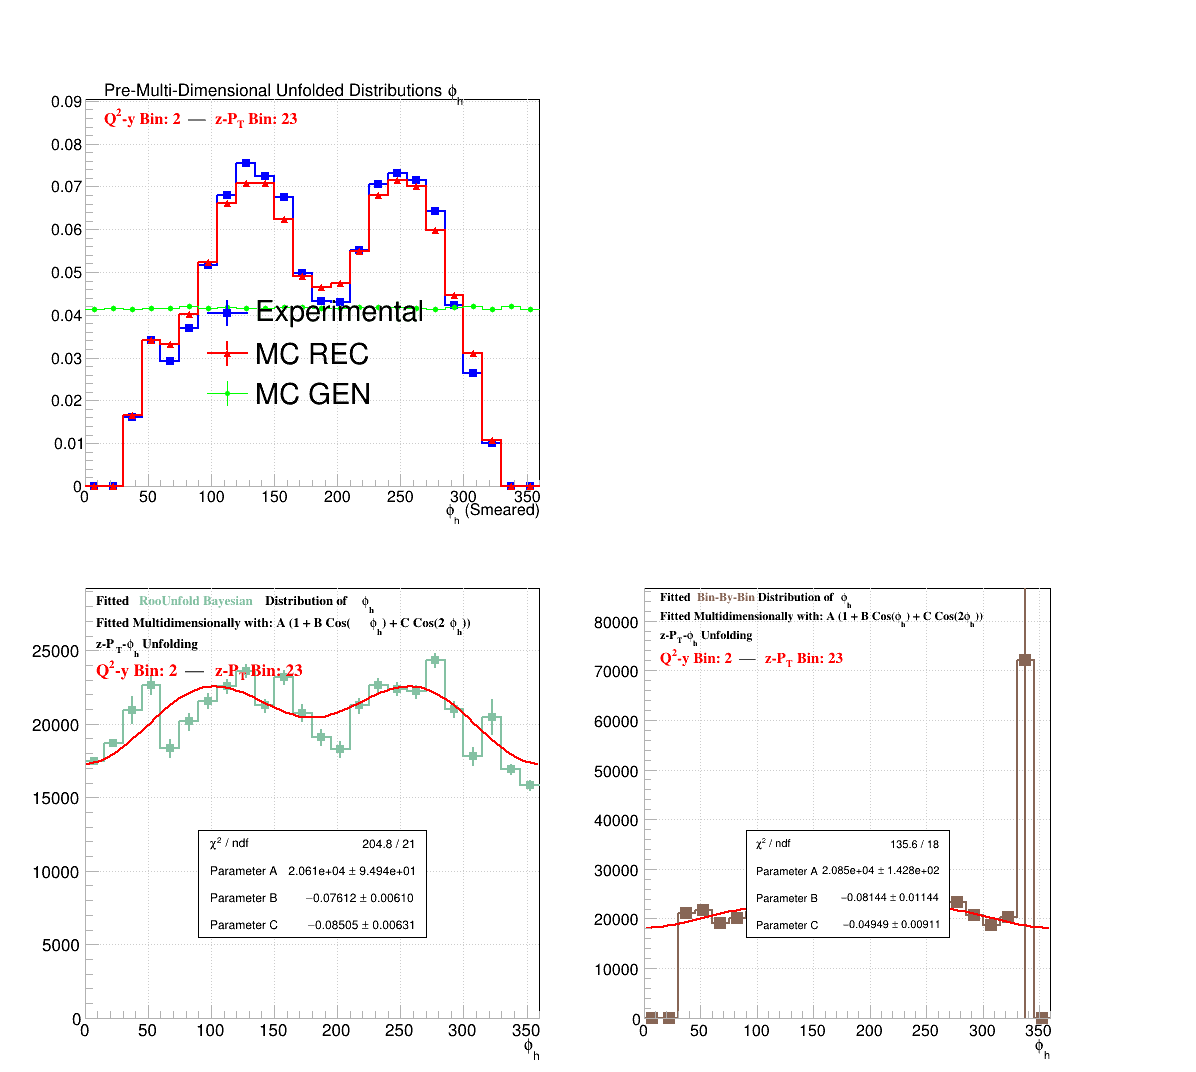 Pre-Multi-Dimensional Unfolded Distributions ϕh
Q2-y Bin: 2 — z-PT Bin: 23
0.09
0.08
0.07
0.06
0.05
0.04
0.03
0.02
0.01
0
Experimental
MC REC
MC GEN
0 50 100 150 200 250 300 350
ϕh (Smeared)
Fitted RooUnfold Bayesian Distribution of ϕh
Fitted Multidimensionally with: A (1 + B Cos( ϕh) + C Cos(2 ϕh))
z-PT-ϕh Unfolding
Q2-y Bin: 2 — z-PT Bin: 23
25000
20000
15000
10000
5000
0
χ2 / ndf 204.8 / 21
Parameter A 2.061e+04 ± 9.494e+01
Parameter B −0.07612 ± 0.00610
Parameter C −0.08505 ± 0.00631
0 50 100 150 200 250 300 350
ϕh
Fitted Bin-By-Bin Distribution of ϕh
Fitted Multidimensionally with: A (1 + B Cos(ϕh) + C Cos(2ϕh))
z-PT-ϕh Unfolding
Q2-y Bin: 2 — z-PT Bin: 23
80000
70000
60000
50000
40000
30000
20000
10000
0
χ2 / ndf 135.6 / 18
Parameter A 2.085e+04 ± 1.428e+02
Parameter B −0.08144 ± 0.01144
Parameter C −0.04949 ± 0.00911
0 50 100 150 200 250 300 350
ϕh